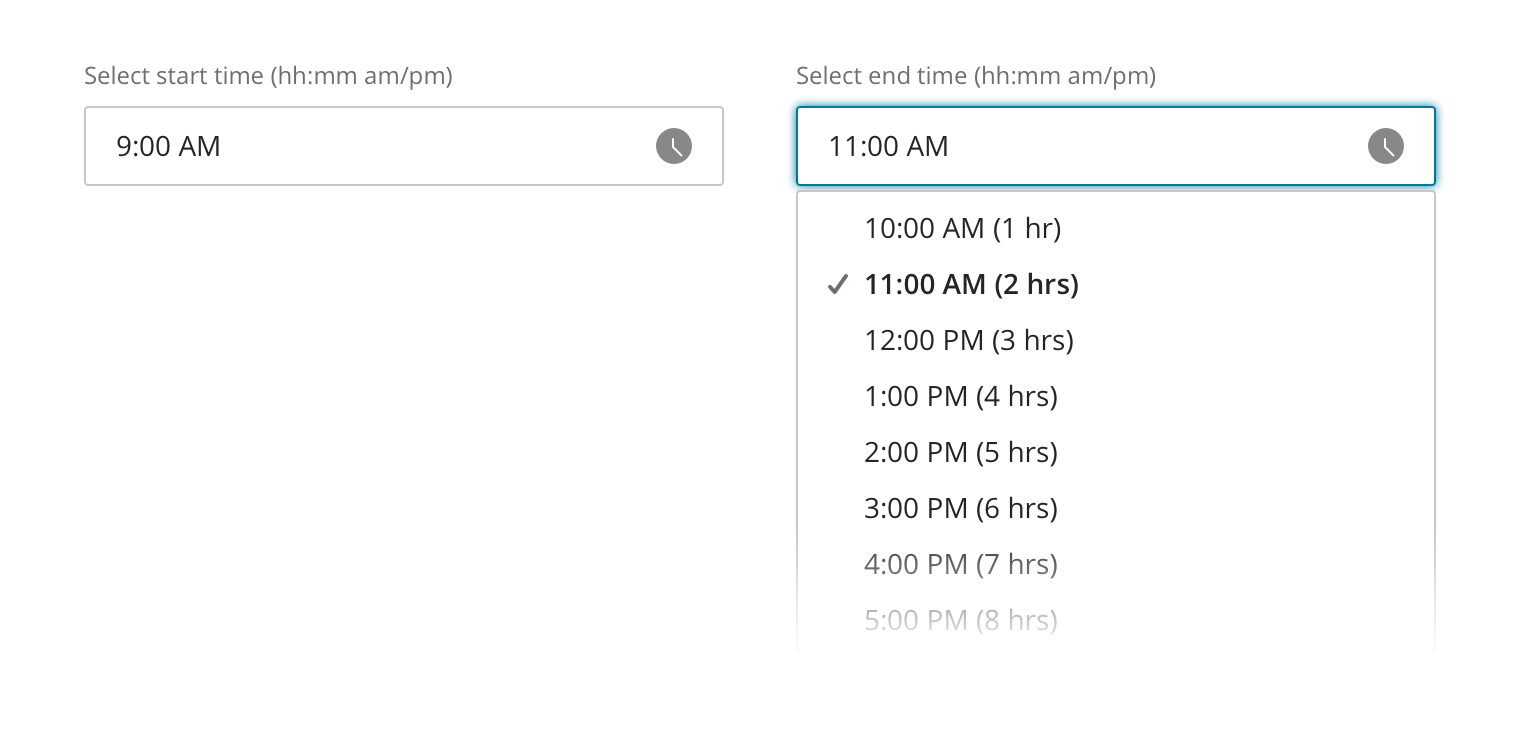 Select start time (hh:mm am/pm)
9:00 AM
Select end time (hh:mm am/pm)
11:00 AM
10:00 AM (1 hr)
11:00 AM (2 hrs)
12:00 PM (3 hrs)
1:00 PM (4 hrs)
2:00 PM (5 hrs)
3:00 PM (6 hrs)
4:00 PM (7 hrs)
5:00 PM (8 hrs)